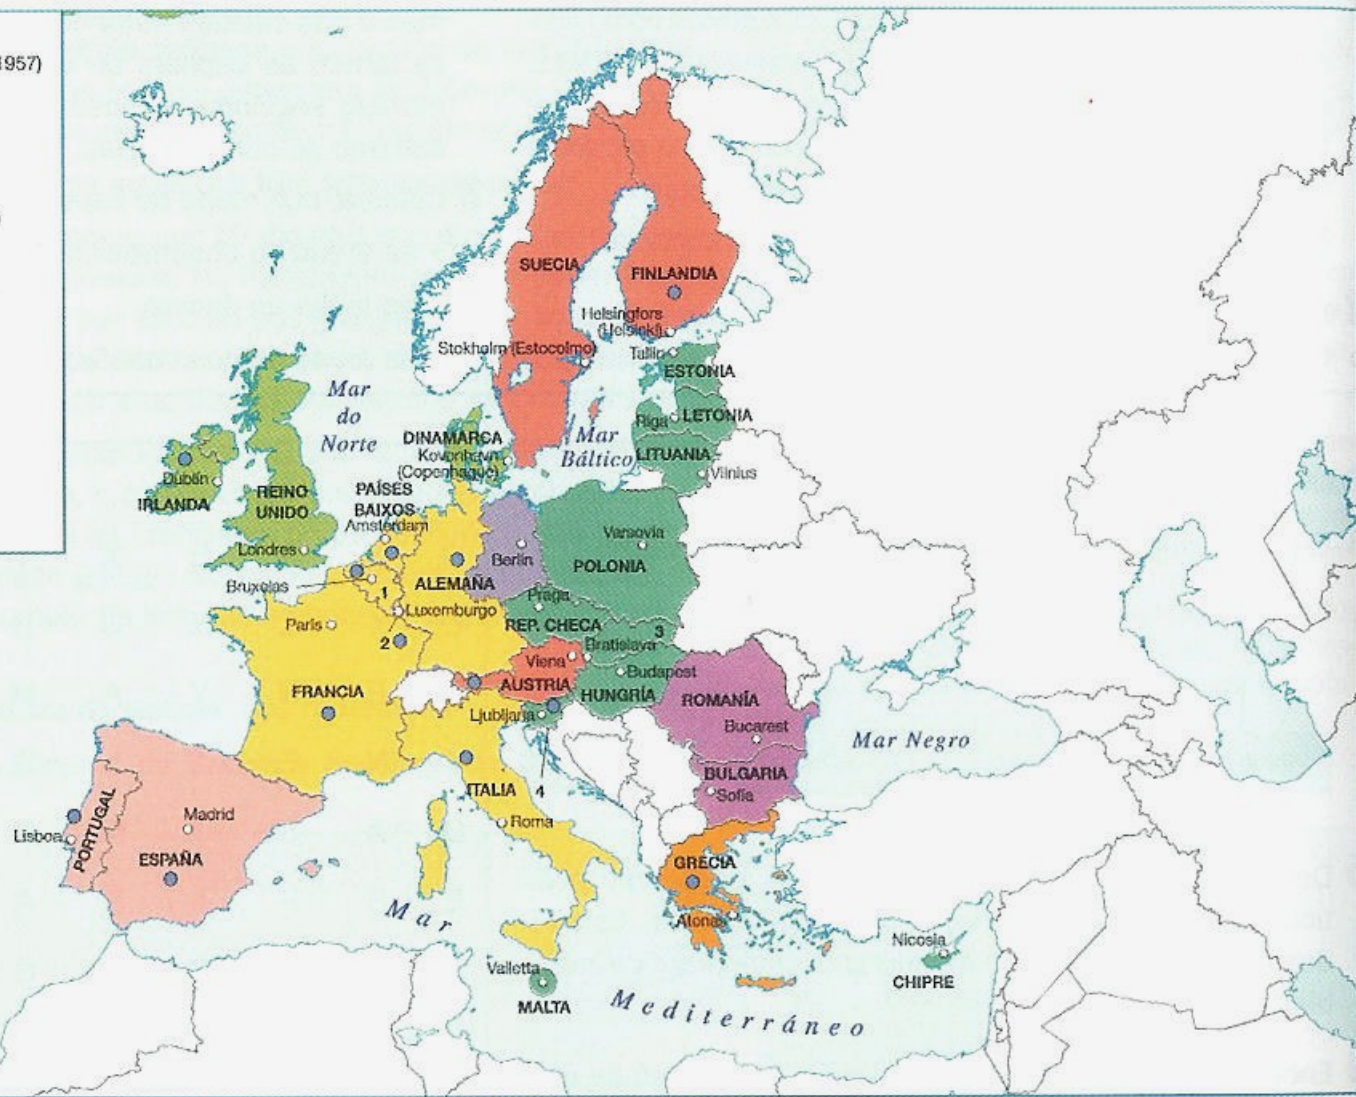 1957)
SUECIA
FINLANDIA
Helsingfors
(Helsinki)
Stokholm (Estocolmo)
Tallin
ESTONIA
Riga
LETONIA
LITUANIA
Vilnius
Mar
do
Norte
Mar
Báltico
DINAMARCA
Kovenhavn
(Copenhague)
Dublín
IRLANDA
REINO
UNIDO
Londres
PAÍSES
BAIXOS
Amsterdam
Bruxelas
1
Luxemburgo
2
París
ALEMAÑA
Berlín
Varsovia
POLONIA
Praga
REP. CHECA
3
Bratislava
Viena
AUSTRIA
Budapest
HUNGRÍA
Ljubljana
4
FRANCIA
ITALIA
Roma
ROMANÍA
Bucarest
BULGARIA
Sofía
Mar Negro
Lisboa
PORTUGAL
Madrid
ESPAÑA
GRECIA
Atenas
Mar
Mediterráneo
Valletta
MALTA
Nicosia
CHIPRE